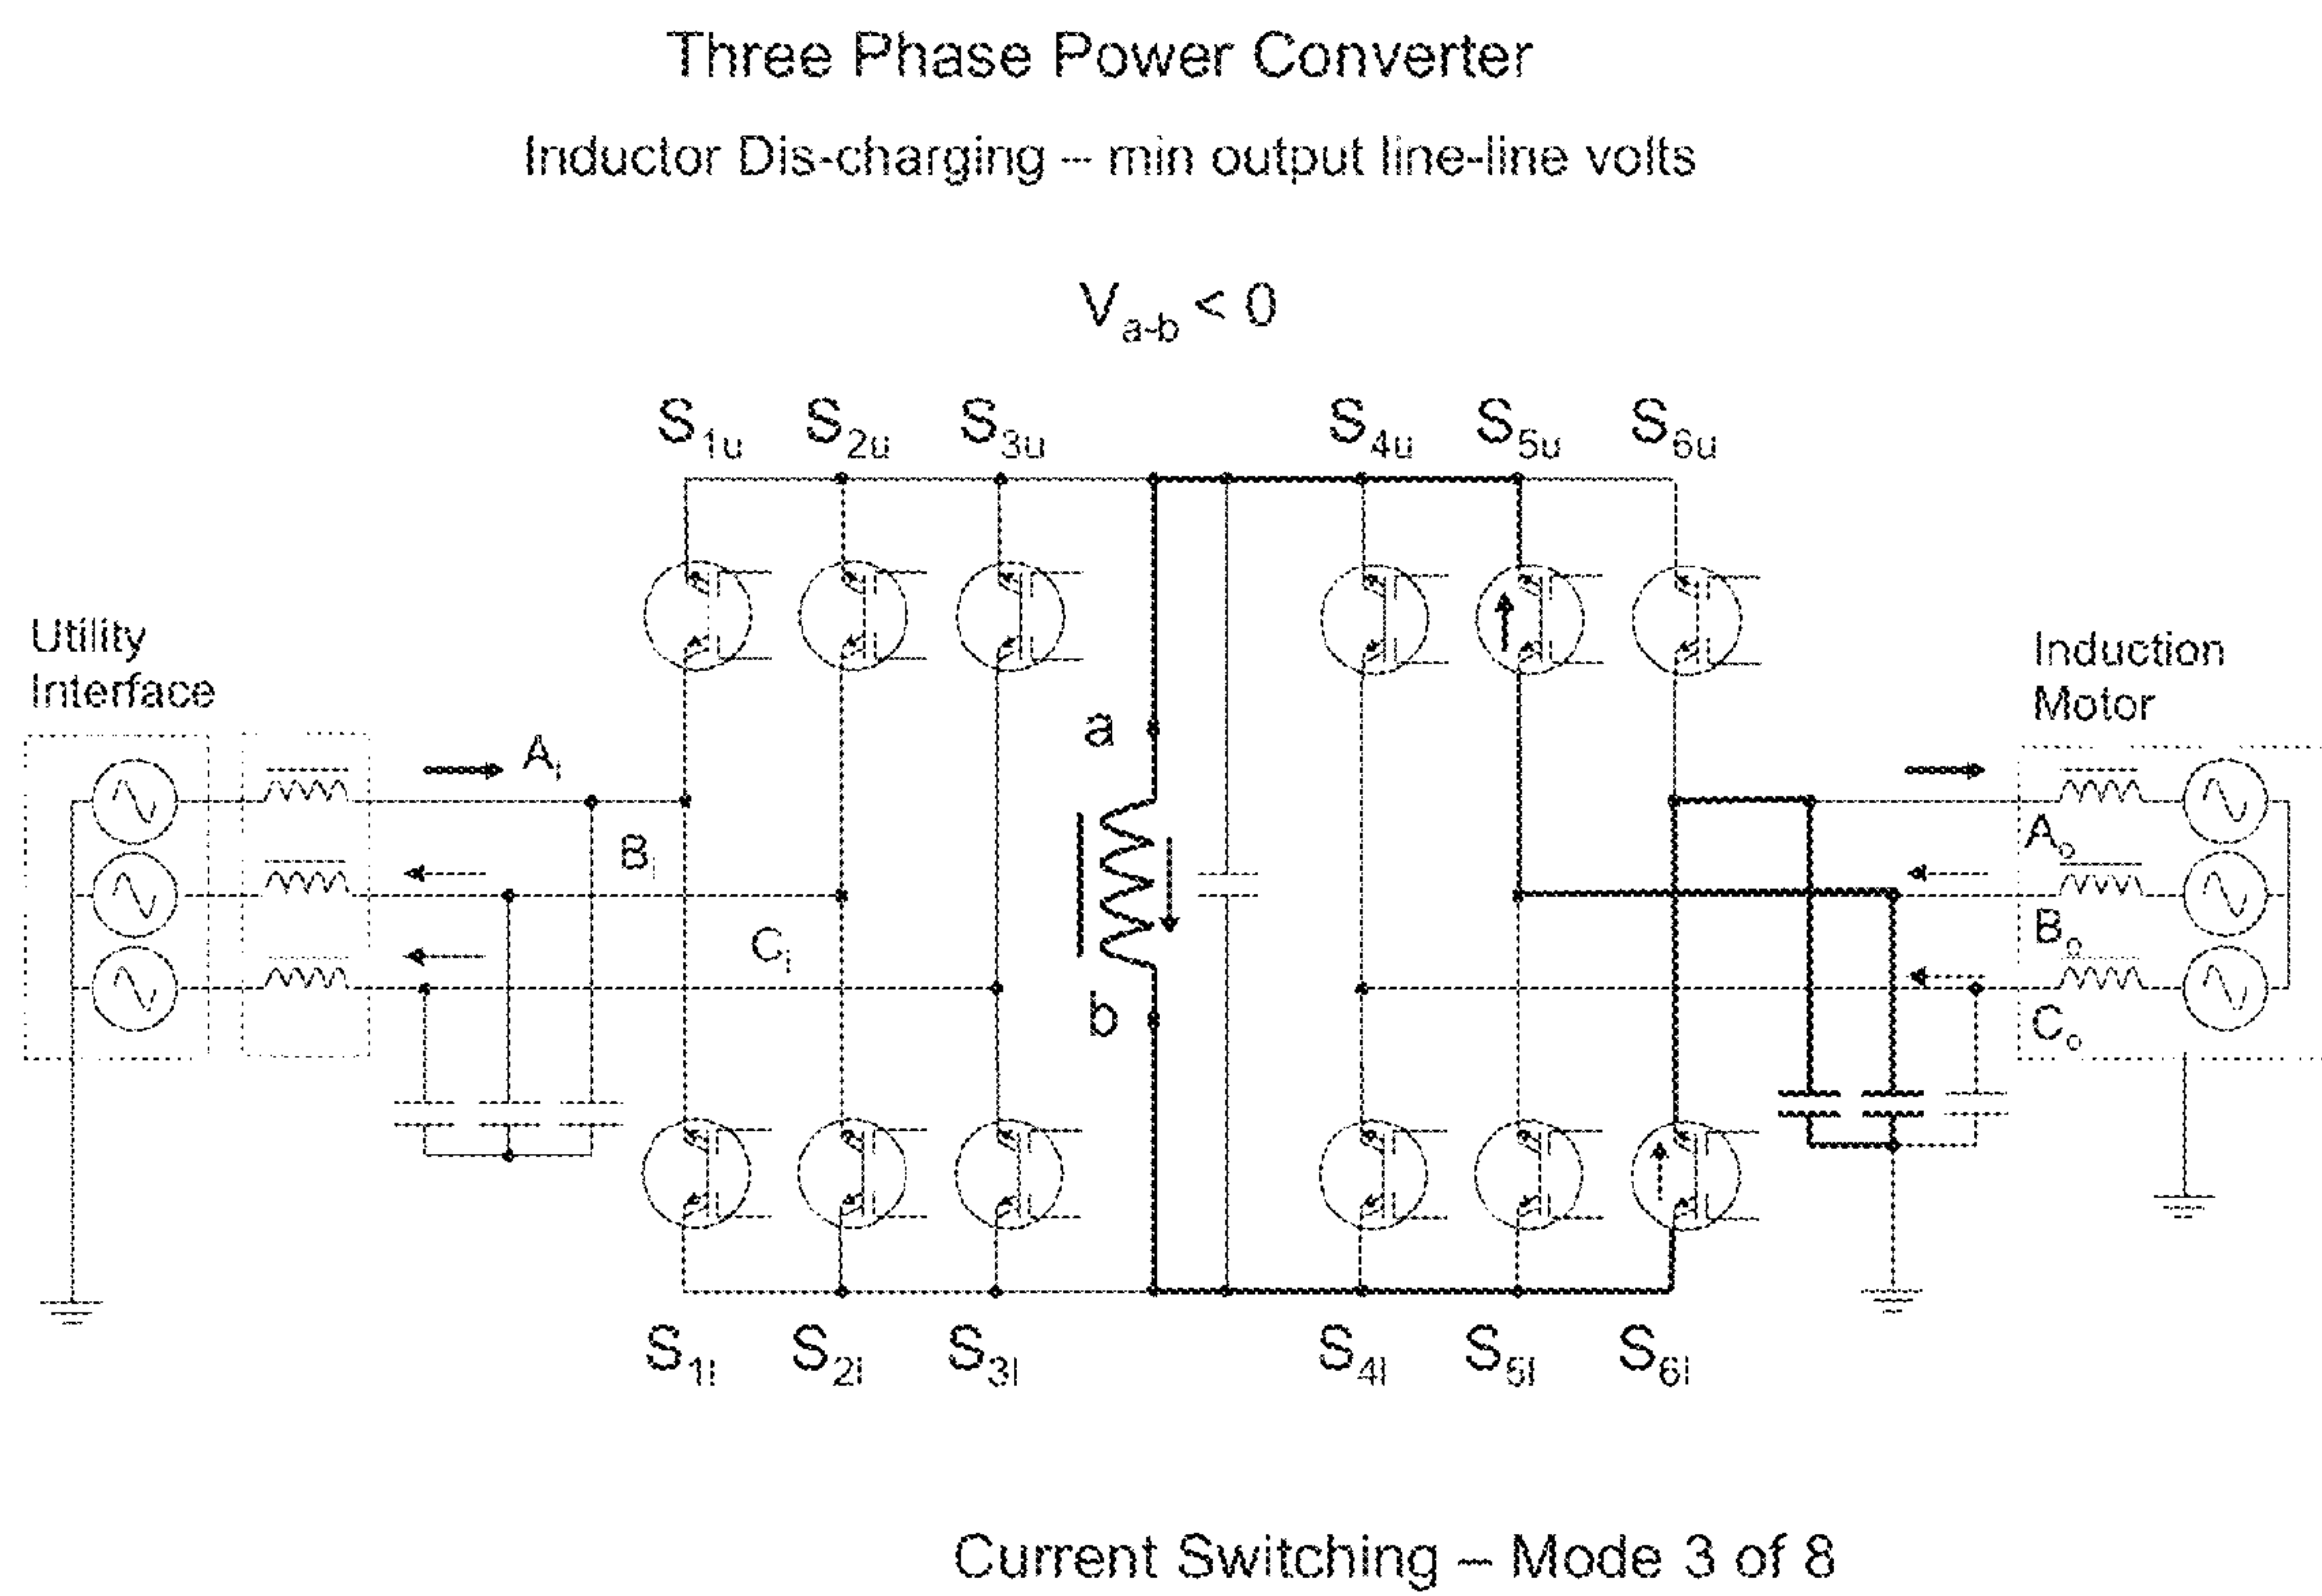 Three Phase Power Converter
Inductor Dis-charging -- min output line-line volts
Va-b < 0
S1u S2u S3u S4u S5u S6u
Utility
Interface
Induction
Motor
a
Ai
Bi
Ci
b
Ao
Bo
Co
S1l S2l S3l S4l S5l S6l
Current Switching – Mode 3 of 8